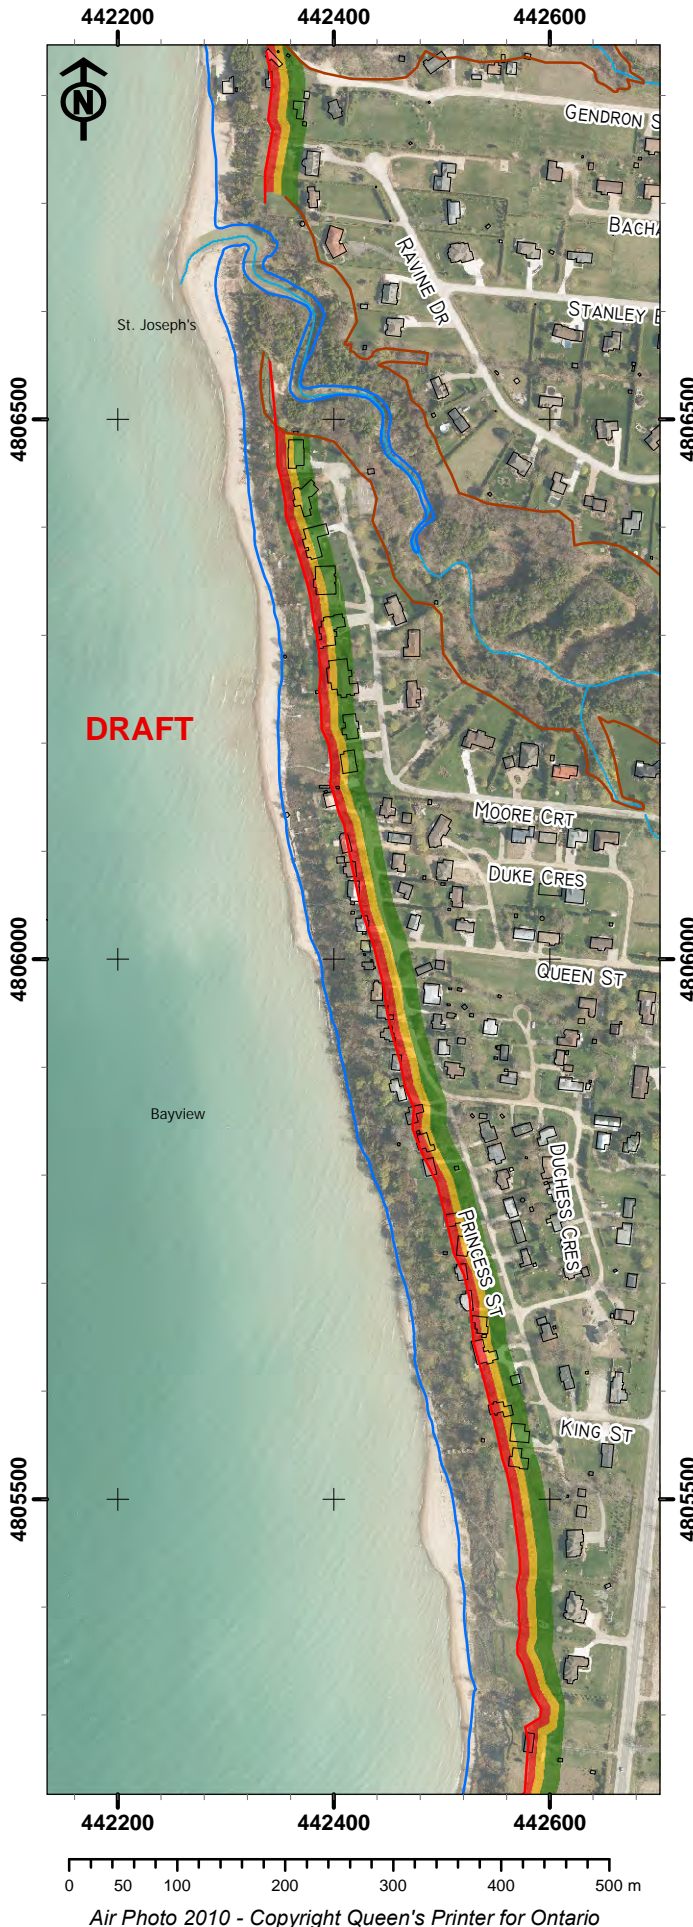 442200 442400 442600
N
GENDRON S
BACHA
RAVINE DR
STANLEY
St. Joseph's
4806500 4806500
DRAFT
MOORE CRT
DUKE CRES
4806000 4806000
QUEEN ST
Bayview
DUCHESS CRES
PRINCESS ST
KING ST
4805500 4805500
442200 442400 442600
0 50 100 200 300 400 500 m
Air Photo 2010 - Copyright Queen's Printer for Ontario